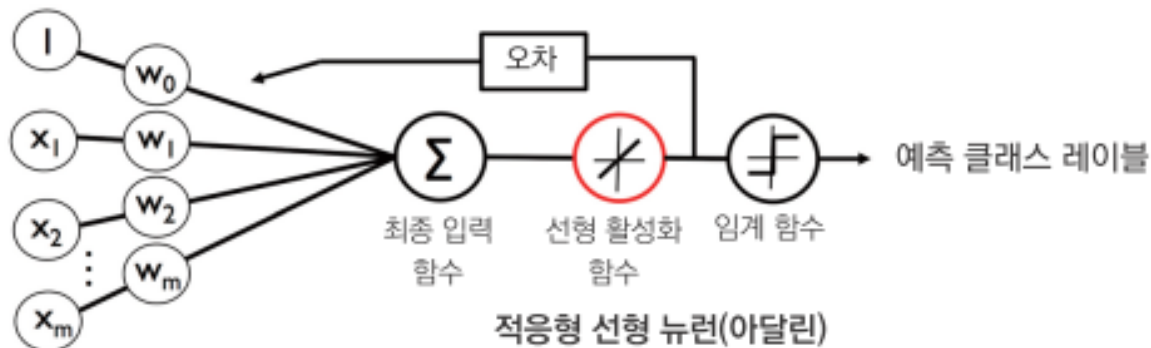 1
w0
오차
x1
w1
Σ
예측 클래스 레이블
x2
w2
최종 입력
함수
선형 활성화
함수
임계 함수
⋮
wm
xm
적응형 선형 뉴런(아달린)